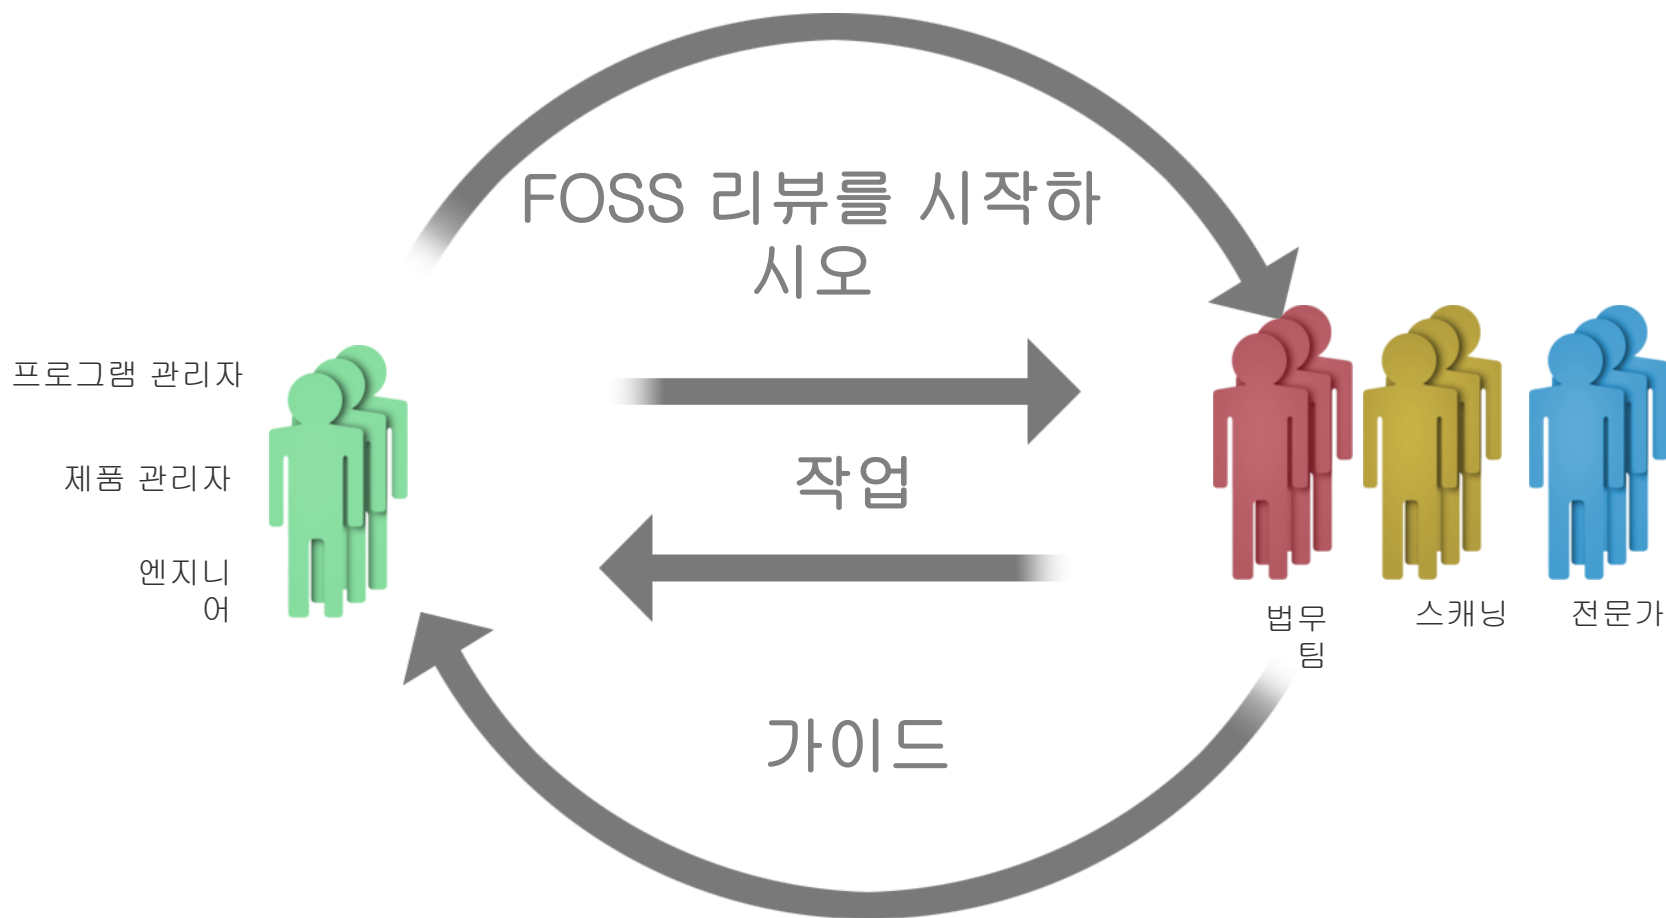 FOSS 리뷰를 시작하
시오
프로그램 관리자
제품 관리자
엔지니
어
작업
법무
팀
스캐닝
전문가
가이드